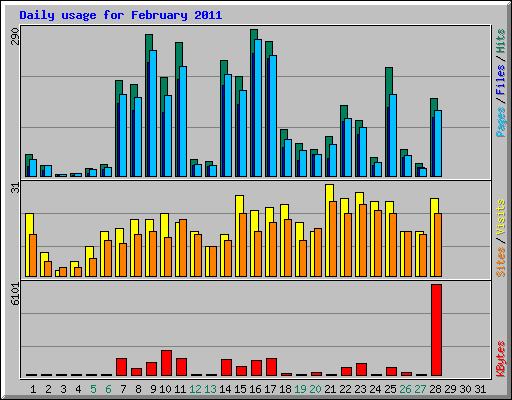 Daily usage for February 2011
290
Pages / Files / Hits
31
Sites / Visits
6101
KBytes
1 2 3 4 5 6 7 8 9 10 11 12 13 14 15 16 17 18 19 20 21 22 23 24 25 26 27 28 29 30 31